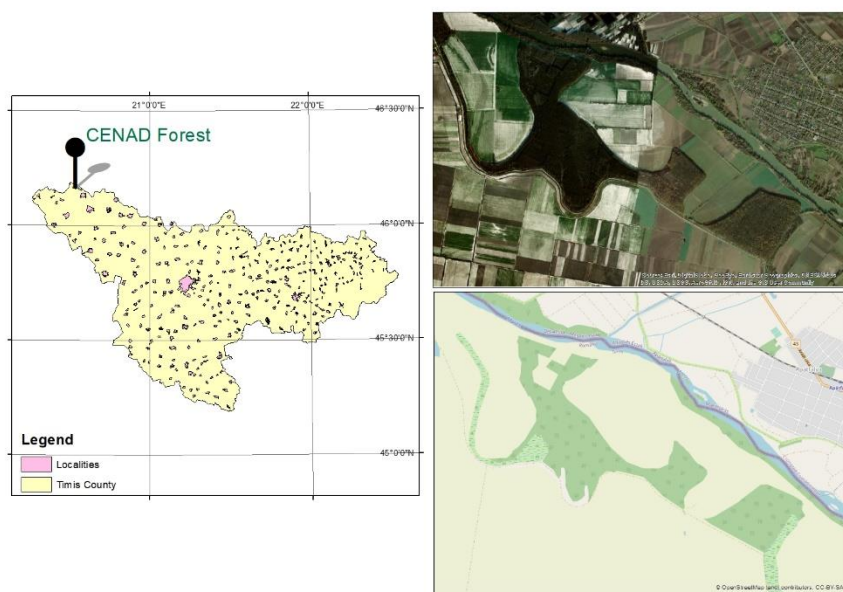 21°0'0"E 22°0'0"E
46°30'0"N
CENAD Forest
46°0'0"N
45°30'0"N
Legend
45°0'0"N
Localities
Timis County
© OpenStreetMap (and) contributors, CC-BY-SA